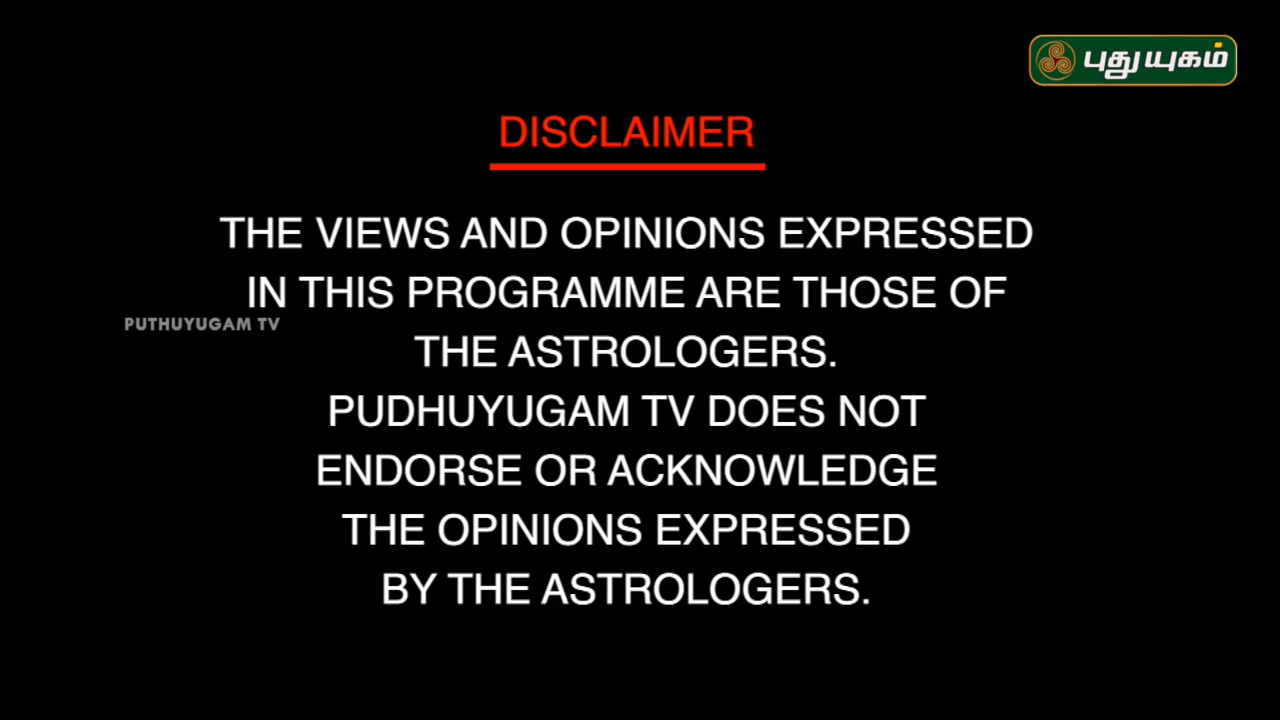 புதுயுகம்
DISCLAIMER
THE VIEWS AND OPINIONS EXPRESSED
IN THIS PROGRAMME ARE THOSE OF
PUTHUYUGAM TV
THE ASTROLOGERS.
PUDHUYUGAM TV DOES NOT
ENDORSE OR ACKNOWLEDGE
THE OPINIONS EXPRESSED
BY THE ASTROLOGERS.